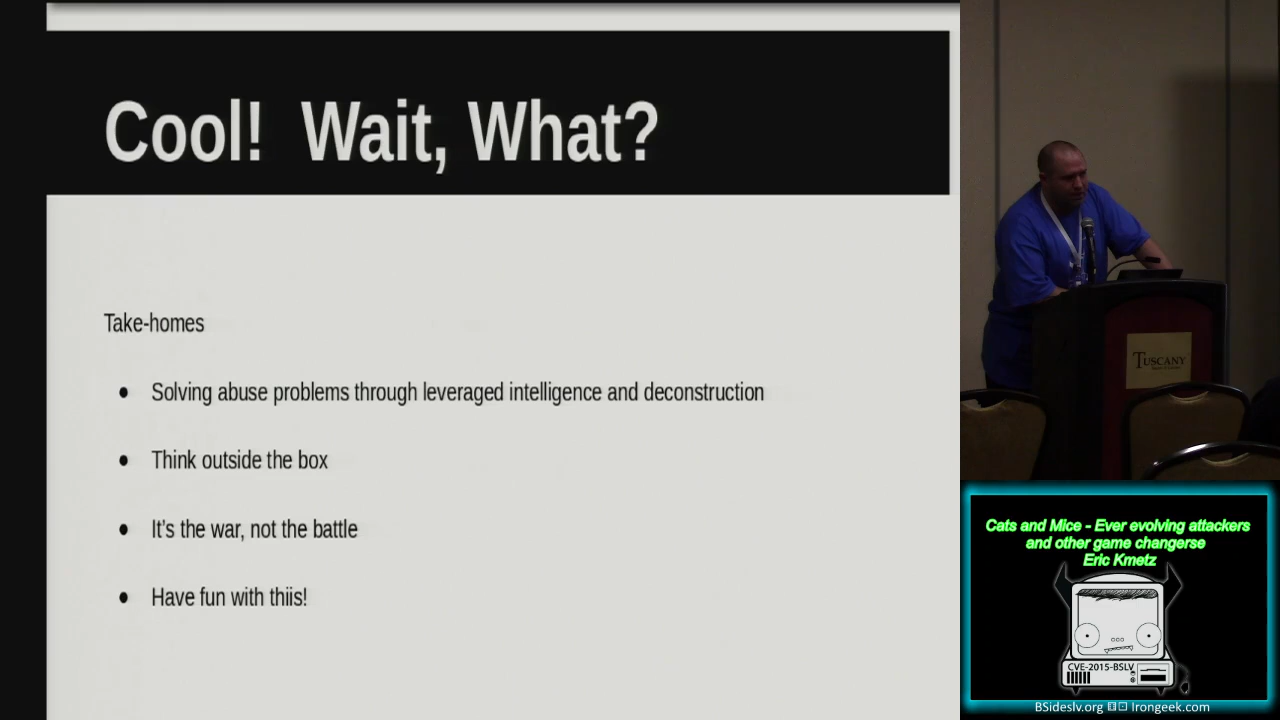 Cool! Wait, What?
Take-homes
Solving abuse problems through leveraged intelligence and deconstruction
Think outside the box
It's the war, not the battle
Have fun with thiis!
TUSCANY
Cats and Mice - Ever evolving attackers
and other game changerse
Eric Kmetz
CVE-2015-BSLV
BSideslv.org Irongeek.com